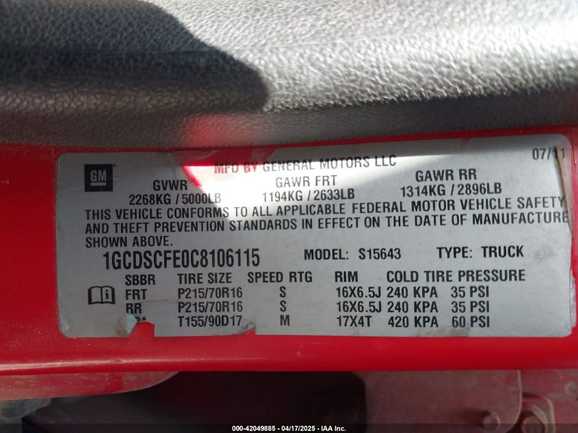 07/11
MFD BY GENERAL MOTORS LLC
GM
GVWR GAWR FRT GAWR RR
2268KG / 5000LB 1194KG / 2633LB 1314KG / 2896LB
THIS VEHICLE CONFORMS TO ALL APPLICABLE FEDERAL MOTOR VEHICLE SAFETY
AND THEFT PREVENTION STANDARDS IN EFFECT ON THE DATE OF MANUFACTURE
SHOWN ABOVE.
1GCDSCFE0C8106115 MODEL: S15643 TYPE: TRUCK
SBBR TIRE SIZE SPEED RTG RIM COLD TIRE PRESSURE
FRT P215/70R16 S 16X6.5J 240 KPA 35 PSI
RR P215/70R16 S 16X6.5J 240 KPA 35 PSI
T155/90D17 M 17X4T 420 KPA 60 PSI
000-42049885 - 04/17/2025 - IAA Inc.